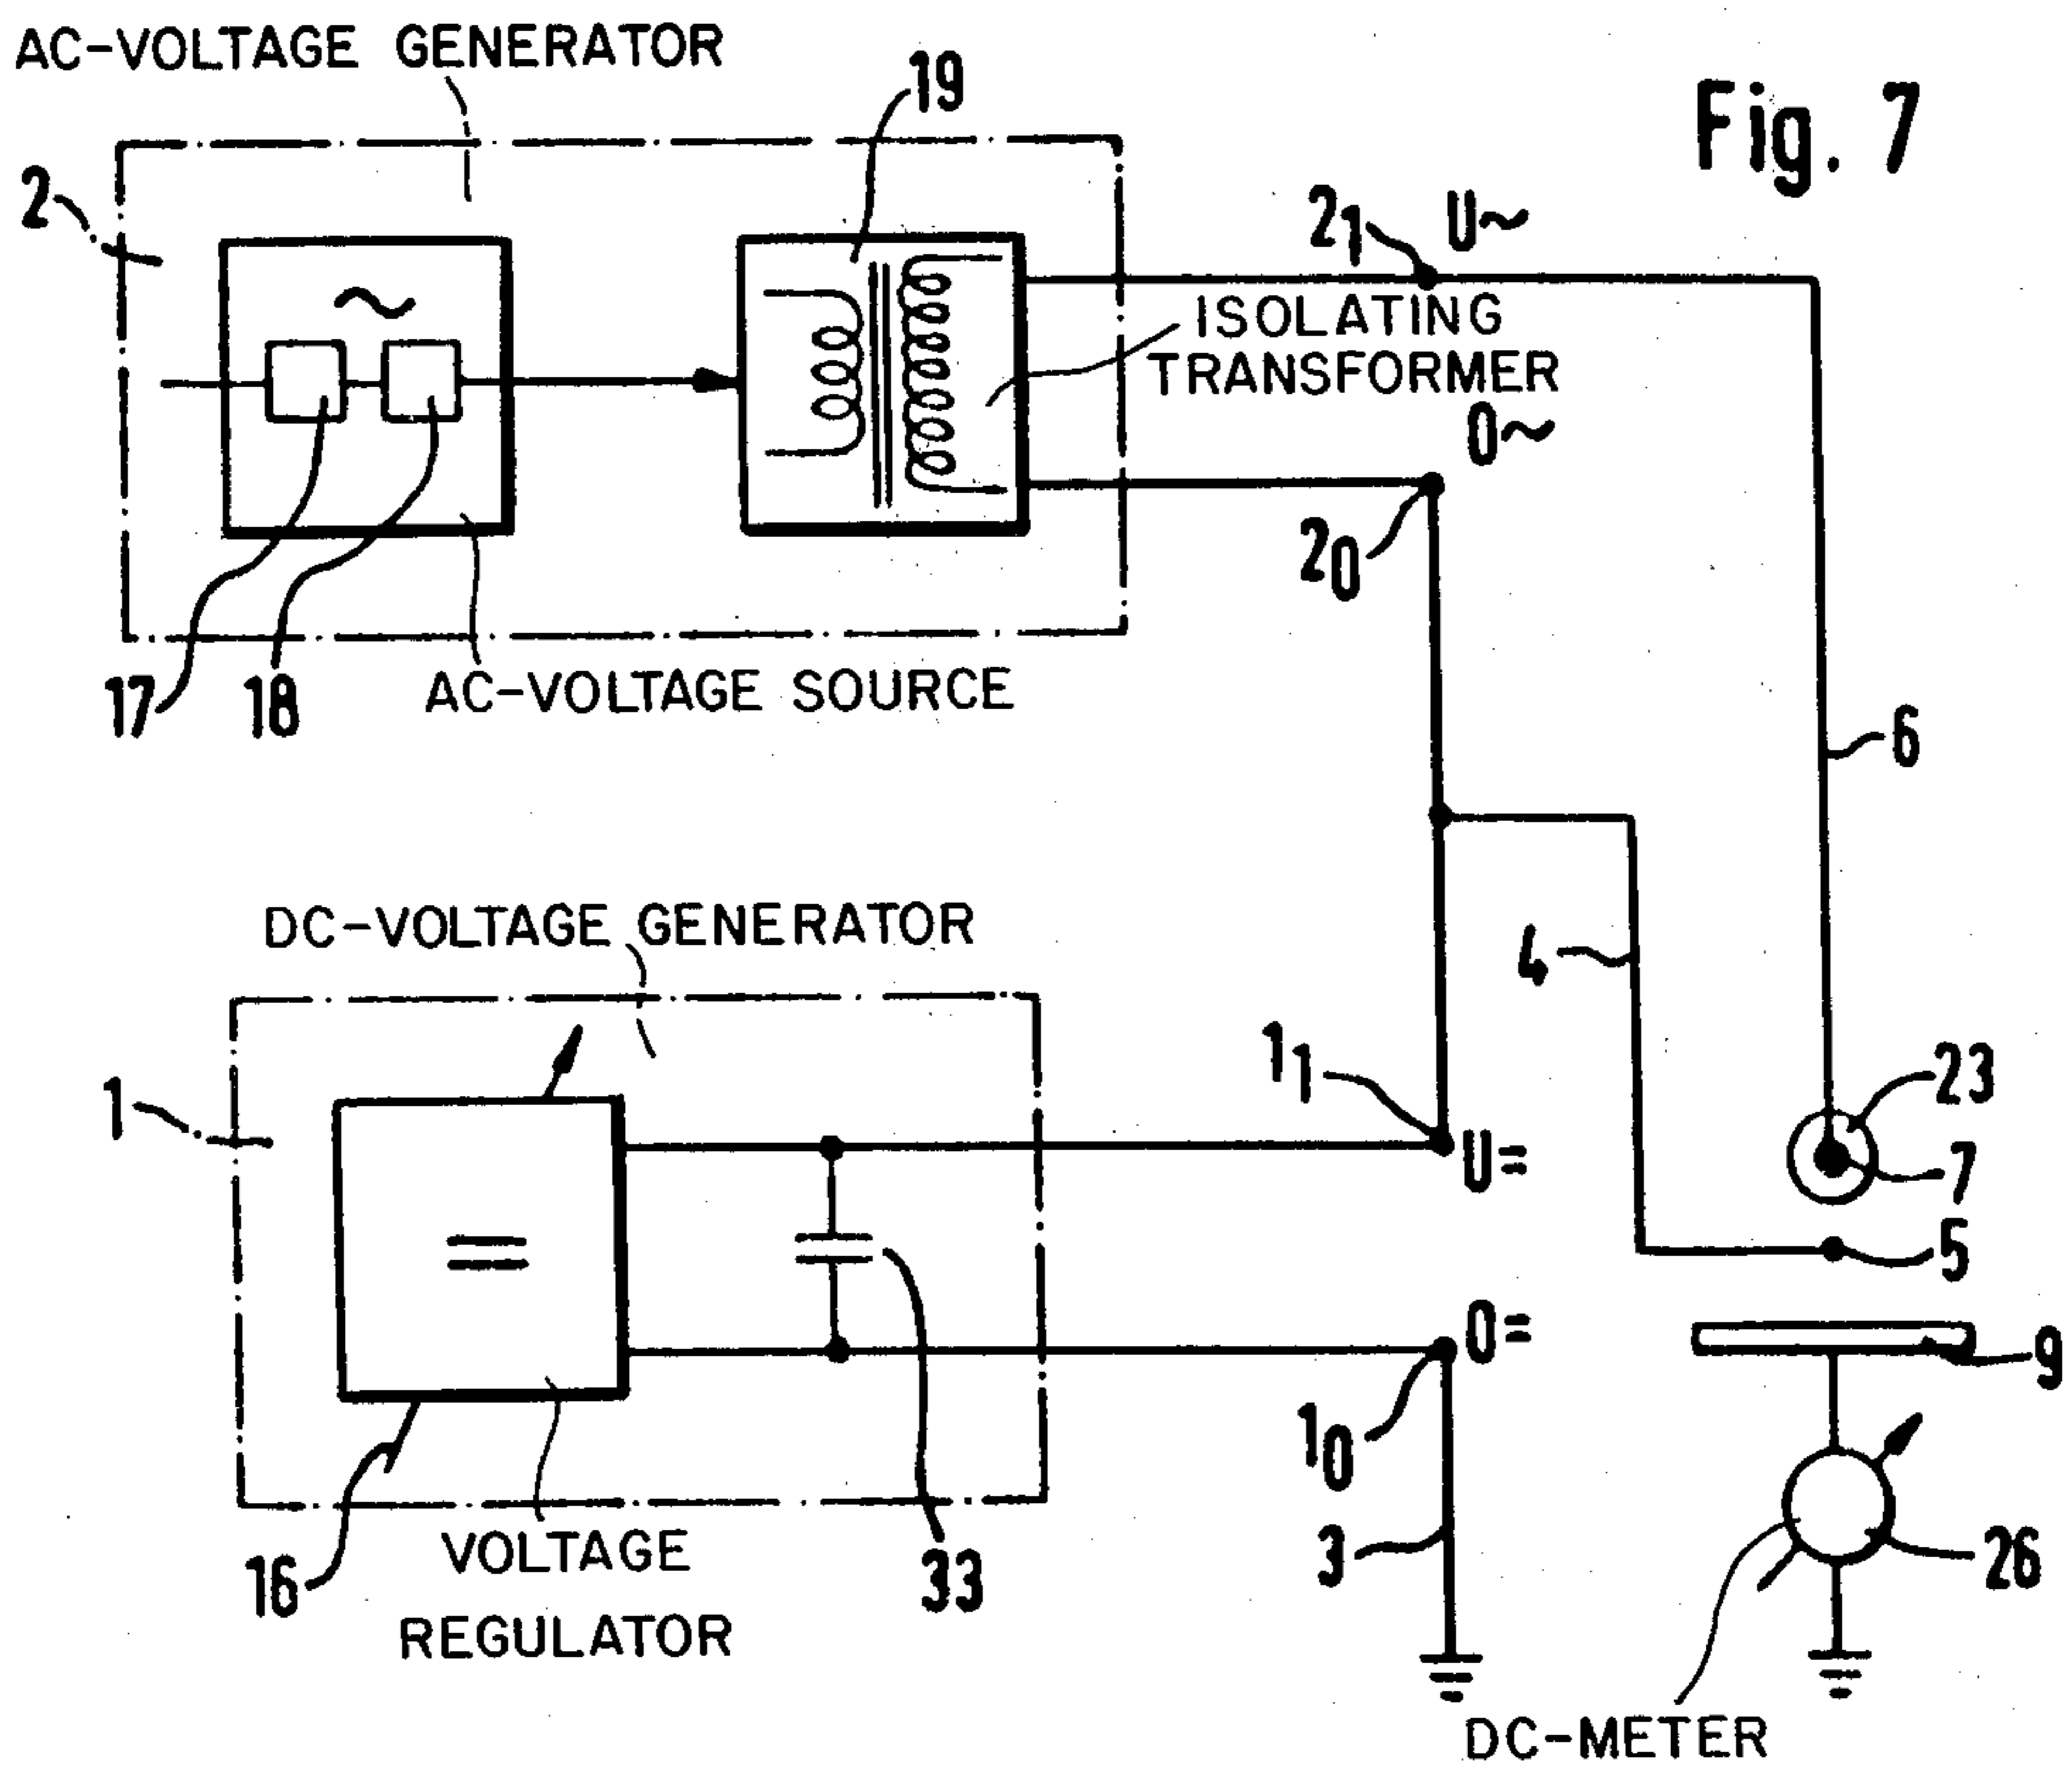 AC-VOLTAGE GENERATOR
19
Fig. 7
2
2₁
U~
ISOLATING
TRANSFORMER
0~
2₀
17
18
AC-VOLTAGE SOURCE
6
DC-VOLTAGE GENERATOR
4
1₁
23
1
U=
7
5
0=
9
1₀
16
VOLTAGE
REGULATOR
33
3
26
DC-METER